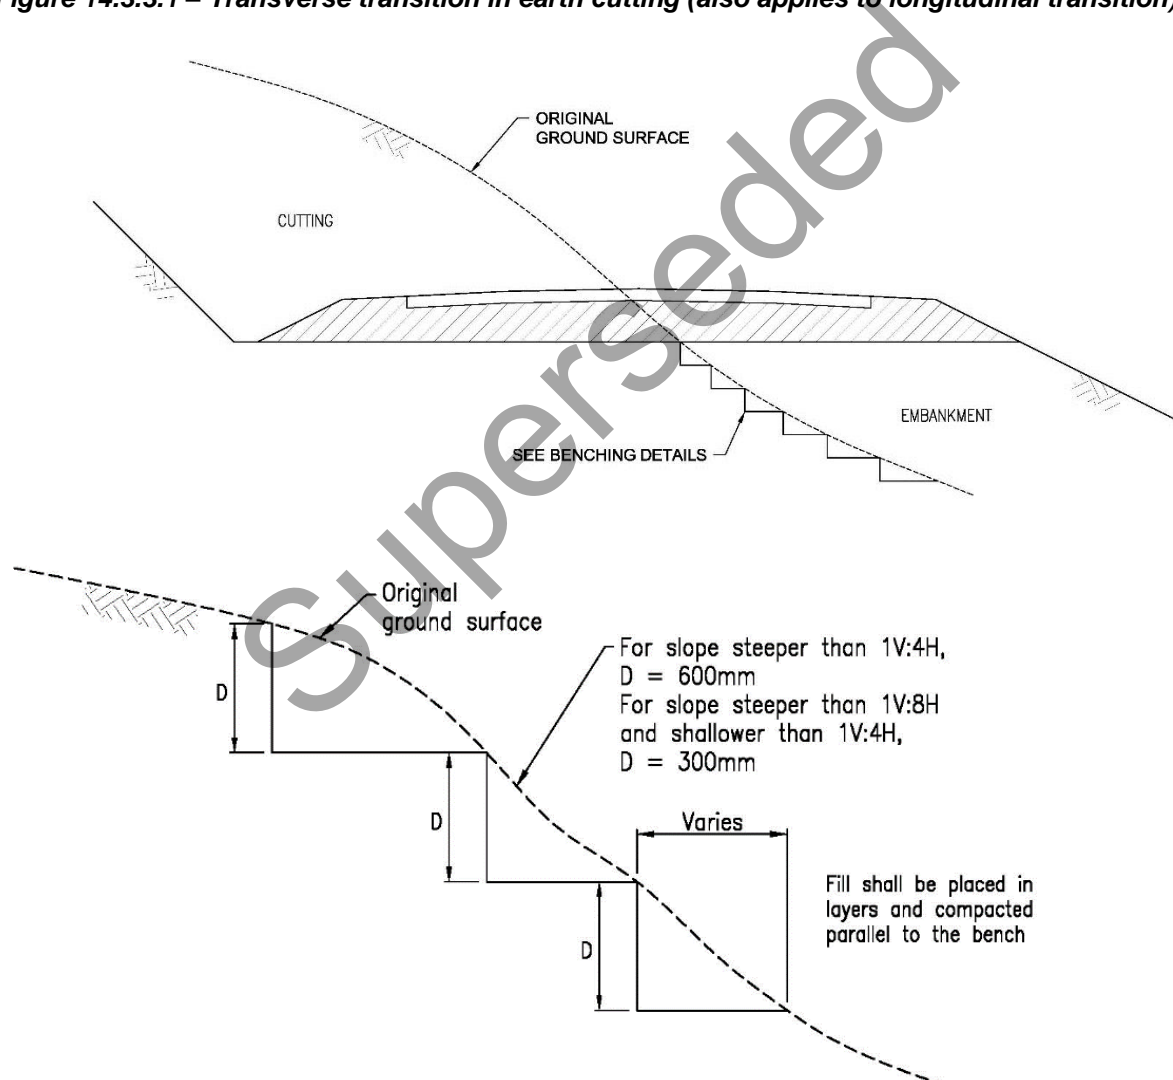 Figure 14.3.3.1 – Transverse transition in earth cutting (also applies to longitudinal transition)
ORIGINAL
GROUND SURFACE
CUTTING
EMBANKMENT
SEE BENCHING DETAILS
Superseded
Original
ground surface
For slope steeper than 1V:4H,
D = 600mm
For slope steeper than 1V:8H
and shallower than 1V:4H,
D = 300mm
D
D
Varies
Fill shall be placed in
layers and compacted
parallel to the bench
D